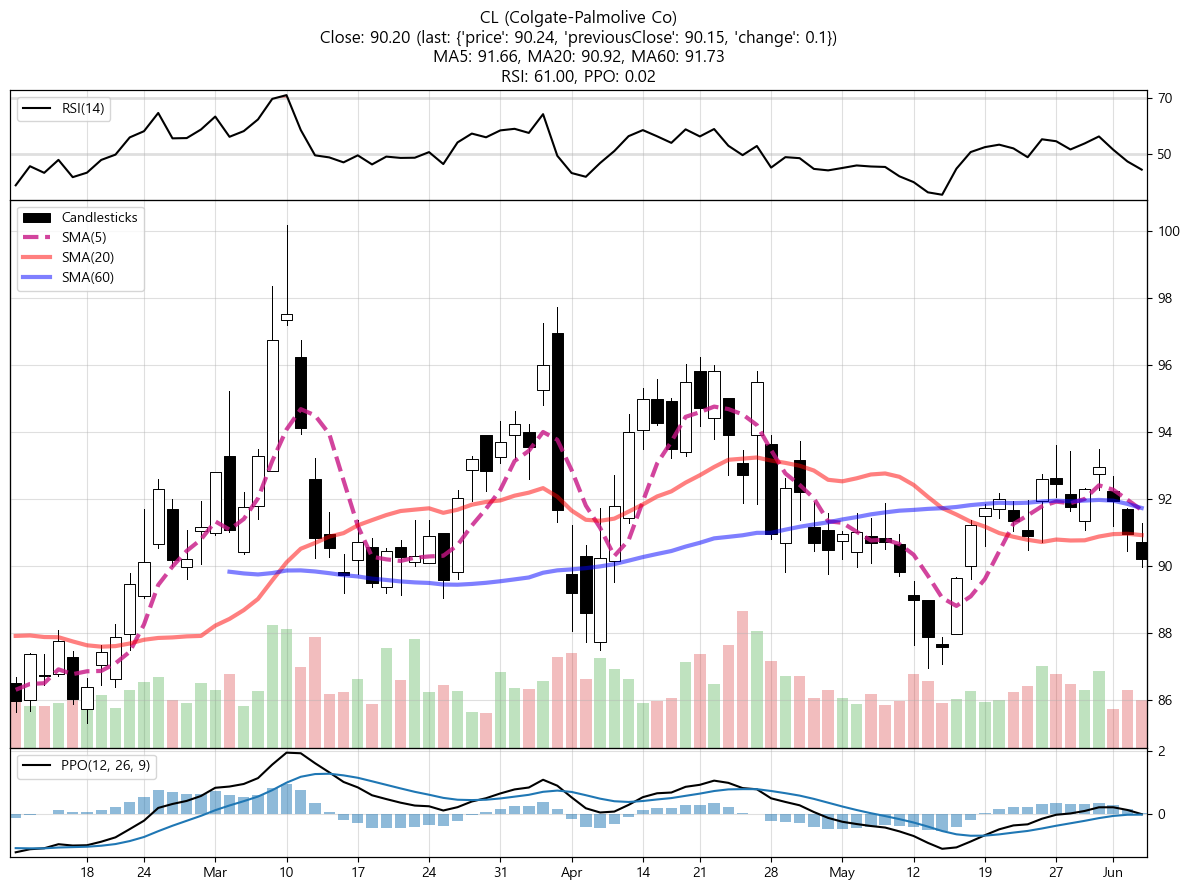 CL (Colgate-Palmolive Co)
Close: 90.20 (last: {'price': 90.24, 'previousClose': 90.15, 'change': 0.1})
MA5: 91.66, MA20: 90.92, MA60: 91.73
RSI: 61.00, PPO: 0.02
RSI(14)
70
50
Candlesticks
SMA(5)
SMA(20)
SMA(60)
100
98
96
94
92
90
88
86
PPO(12, 26, 9)
2
0
18 24 Mar 10 17 24 31 Apr 14 21 28 May 12 19 27 Jun